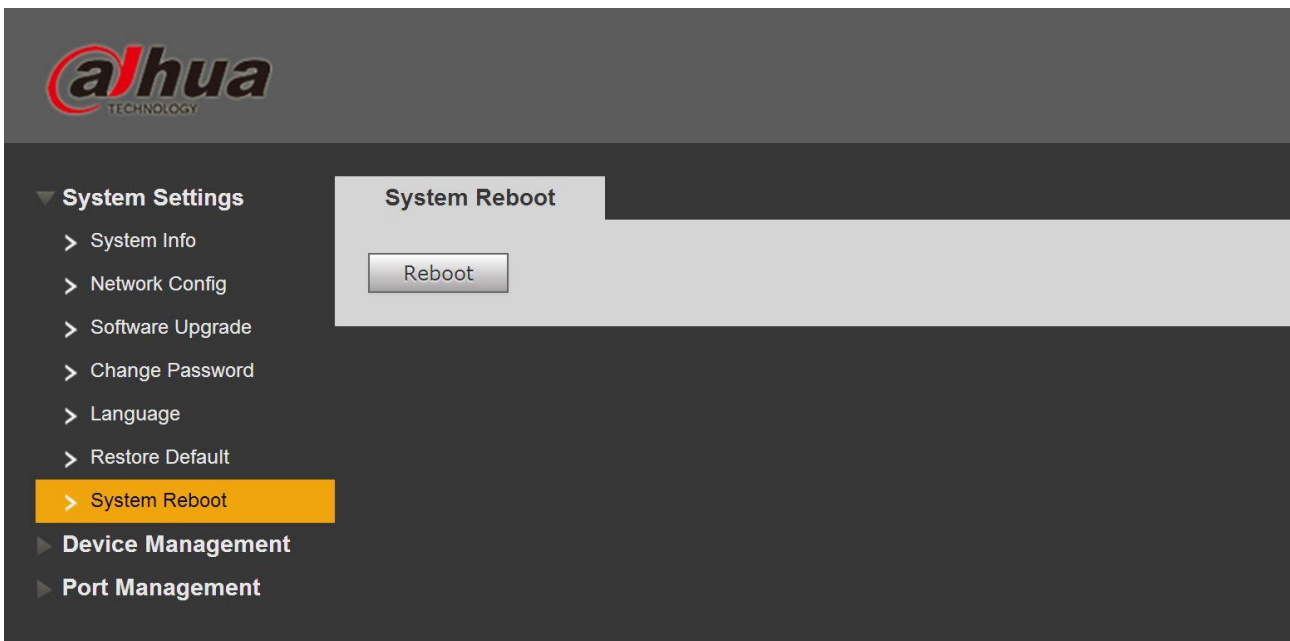 alhua
TECHNOLOGY
System Settings
System Info
Network Config
Software Upgrade
Change Password
Language
Restore Default
System Reboot
Device Management
Port Management
System Reboot
Reboot